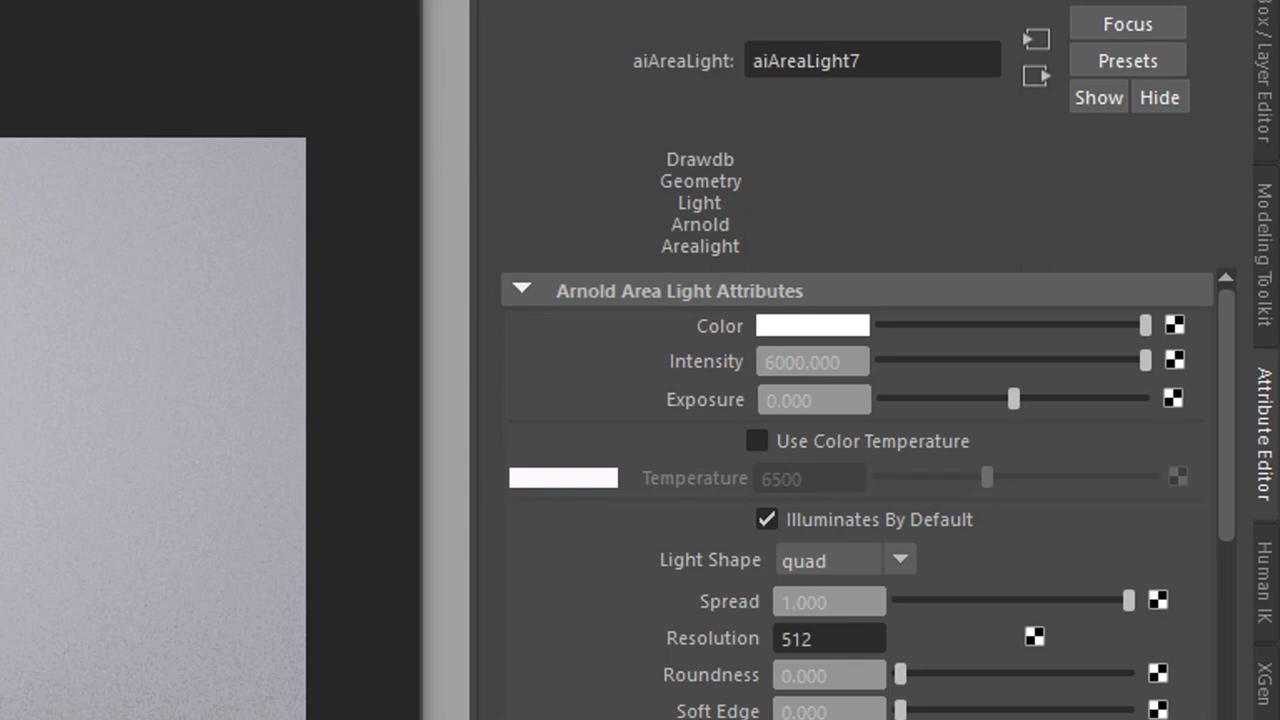 Focus
aiAreaLight: aiAreaLight7
Presets
Show Hide
Drawdb
Geometry
Light
Arnold
Arealight
Arnold Area Light Attributes
Color
Intensity 6000.000
Exposure 0.000
Use Color Temperature
Temperature 6500
Illuminates By Default
Light Shape quad
Spread 1.000
Resolution 512
Roundness 0.000
Soft Edge 0.000
Box / Layer Editor
Modeling Toolkit
Attribute Editor
Human IK
XGen